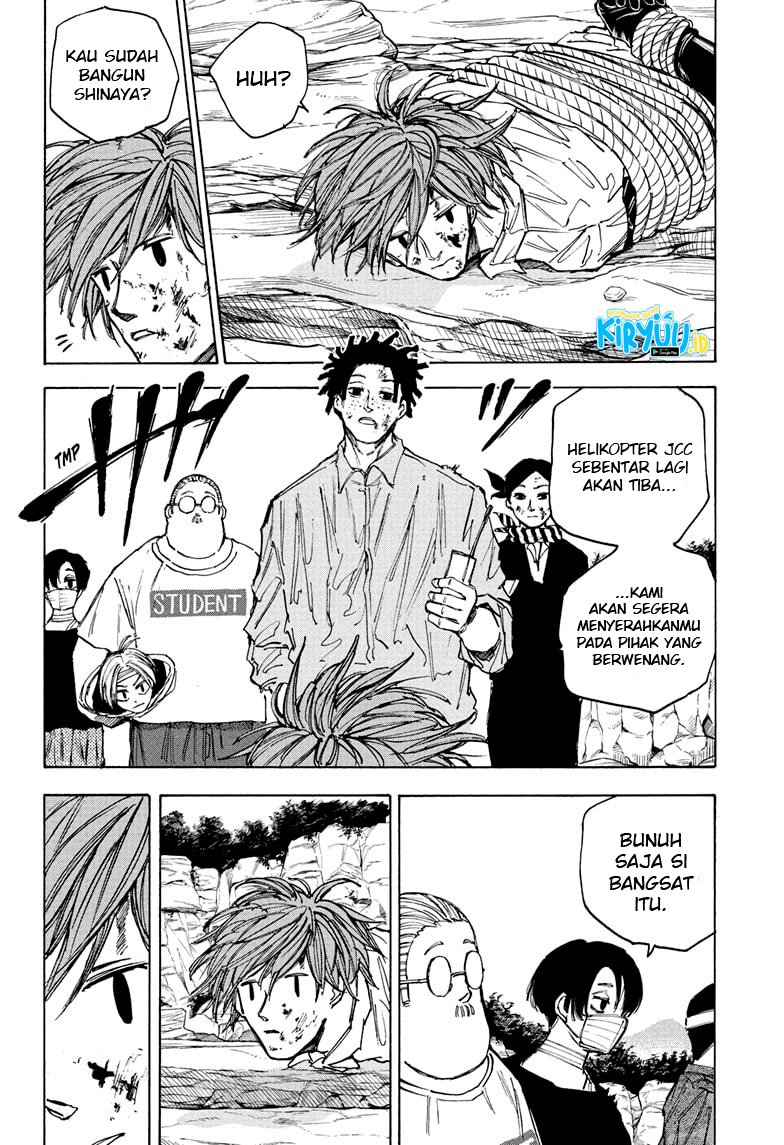 KAU SUDAH
BANGUN
SHINAYA?
HUH?
KIRYUU.ID
TMP
STUDENT
HELIKOPTER JCC
SEBENTAR LAGI
AKAN TIBA...
...KAMI
AKAN SEGERA
MENYERAHKANMU
PADA PIHAK YANG
BERWENANG.
BUNUH
SAJA SI
BANGSAT
ITU.